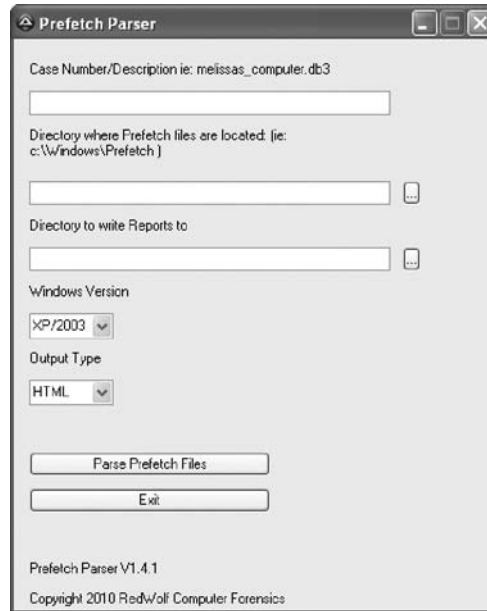 Prefetch Parser
Case Number/Description ie: melissas_computer.db3
Directory where Prefetch files are located: (ie:
c:\Windows\Prefetch )
...
Directory to write Reports to
...
Windows Version
XP/2003
Output Type
HTML
Parse Prefetch Files
Exit
Prefetch Parser V1.4.1
Copyright 2010 RedWolf Computer Forensics